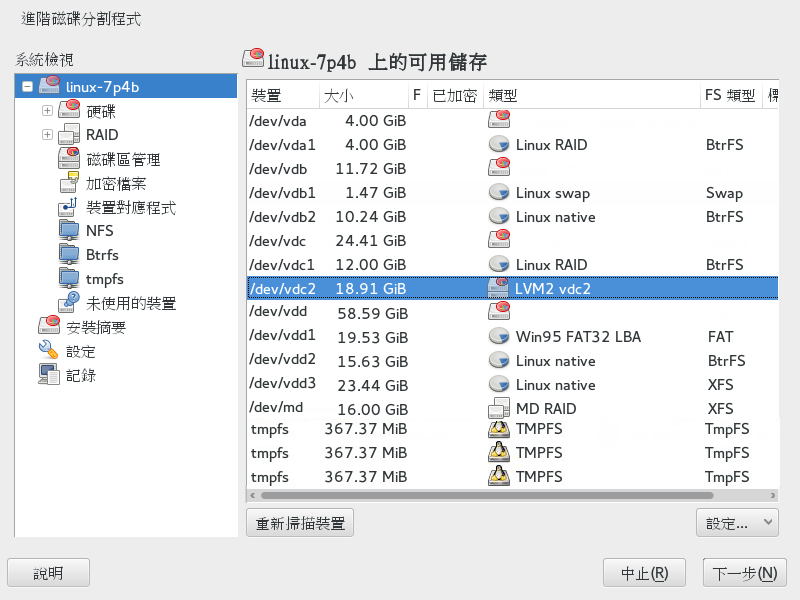 進階磁碟分割程式
系統檢視
linux-7p4b
硬碟
RAID
磁碟區管理
加密檔案
裝置對應程式
NFS
Btrfs
tmpfs
未使用的裝置
安裝摘要
設定
記錄
linux-7p4b 上的可用儲存
裝置 大小 F 已加密 類型 FS 類型
/dev/vda 4.00 GiB
/dev/vda1 4.00 GiB Linux RAID BtrFS
/dev/vdb 11.72 GiB
/dev/vdb1 1.47 GiB Linux swap Swap
/dev/vdb2 10.24 GiB Linux native BtrFS
/dev/vdc 24.41 GiB
/dev/vdc1 12.00 GiB Linux RAID BtrFS
/dev/vdc2 18.91 GiB LVM2 vdc2
/dev/vdd 58.59 GiB
/dev/vdd1 19.53 GiB Win95 FAT32 LBA FAT
/dev/vdd2 15.63 GiB Linux native BtrFS
/dev/vdd3 23.44 GiB Linux native XFS
/dev/md 16.00 GiB MD RAID XFS
tmpfs 367.37 MiB TMPFS TmpFS
tmpfs 367.37 MiB TMPFS TmpFS
tmpfs 367.37 MiB TMPFS TmpFS
重新掃描裝置 設定...
說明 中止(R) 下一步(N)